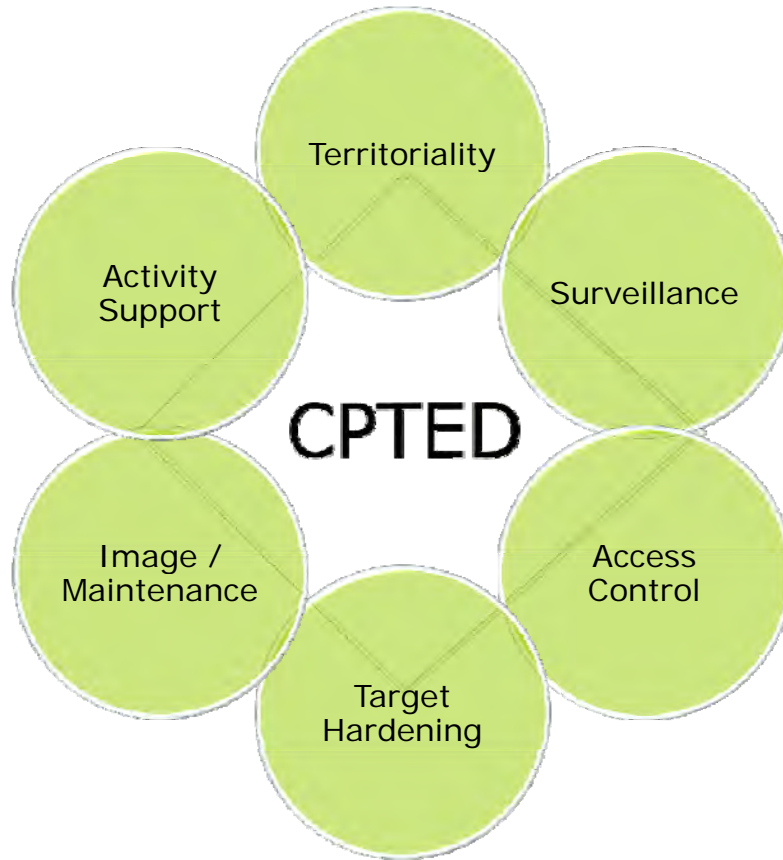 Territoriality
Activity
Support
Surveillance
CPTED
Image /
Maintenance
Access
Control
Target
Hardening